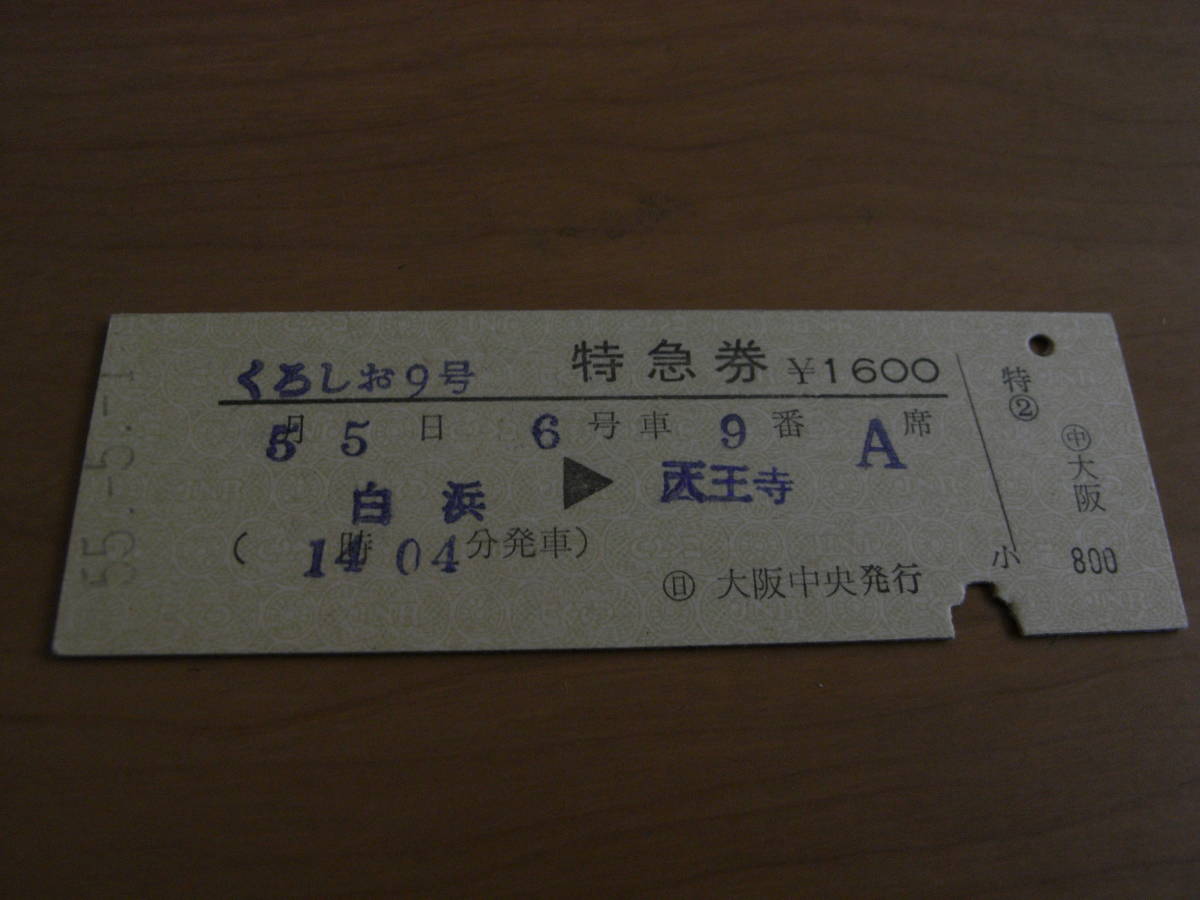 55.-5.-1
くろしお9号 特急券 ￥1600
5月 5日 6号車 9番 A席
白浜 ▶ 天王寺
( 14時04分発車)
㊐ 大阪中央発行
特②
㊥大阪
小 800